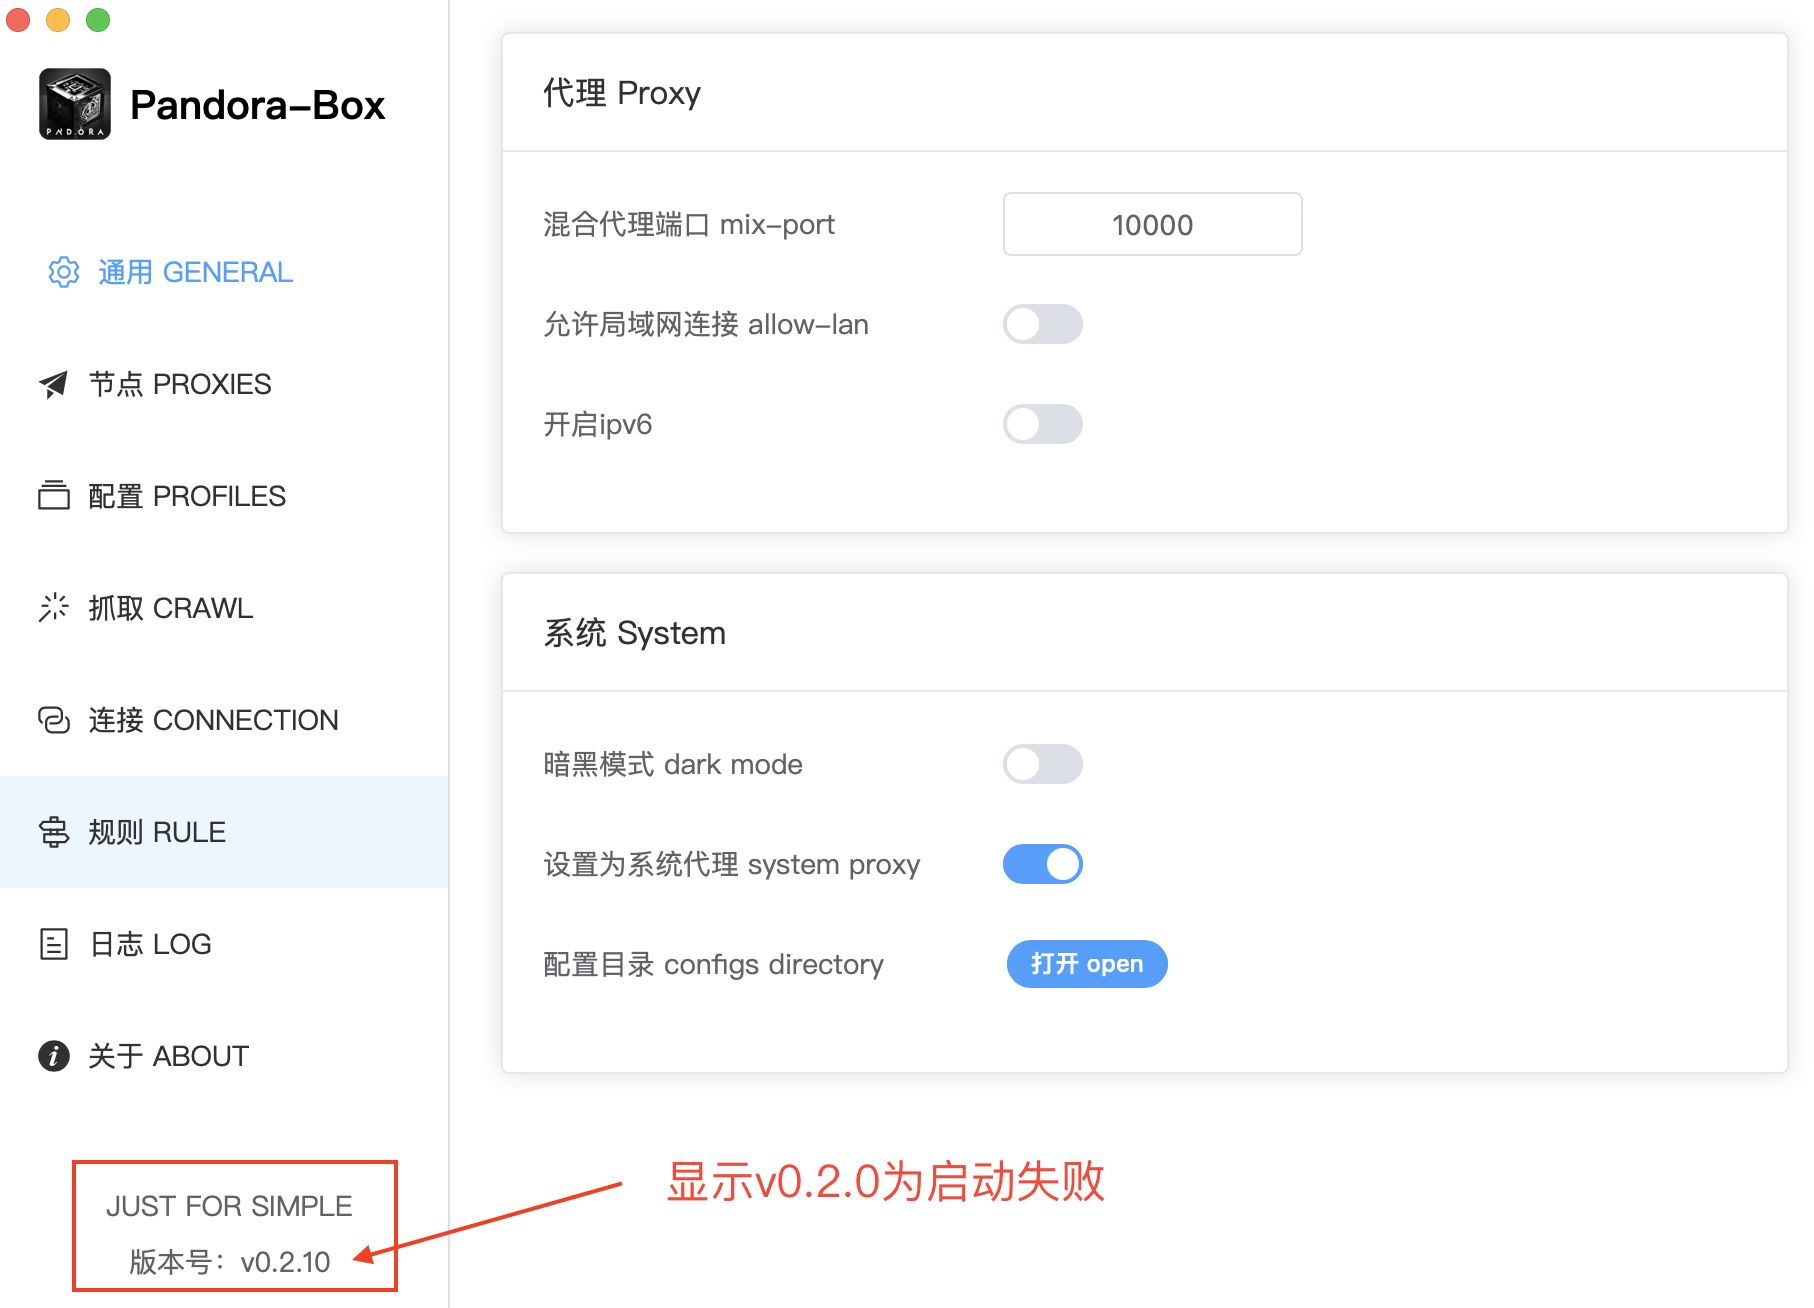 PANDORA
Pandora-Box
通用 GENERAL
节点 PROXIES
配置 PROFILES
抓取 CRAWL
连接 CONNECTION
规则 RULE
日志 LOG
关于 ABOUT
JUST FOR SIMPLE
版本号：v0.2.10
代理 Proxy
混合代理端口 mix-port
10000
允许局域网连接 allow-lan
开启ipv6
系统 System
暗黑模式 dark mode
设置为系统代理 system proxy
配置目录 configs directory
打开 open
显示v0.2.0为启动失败